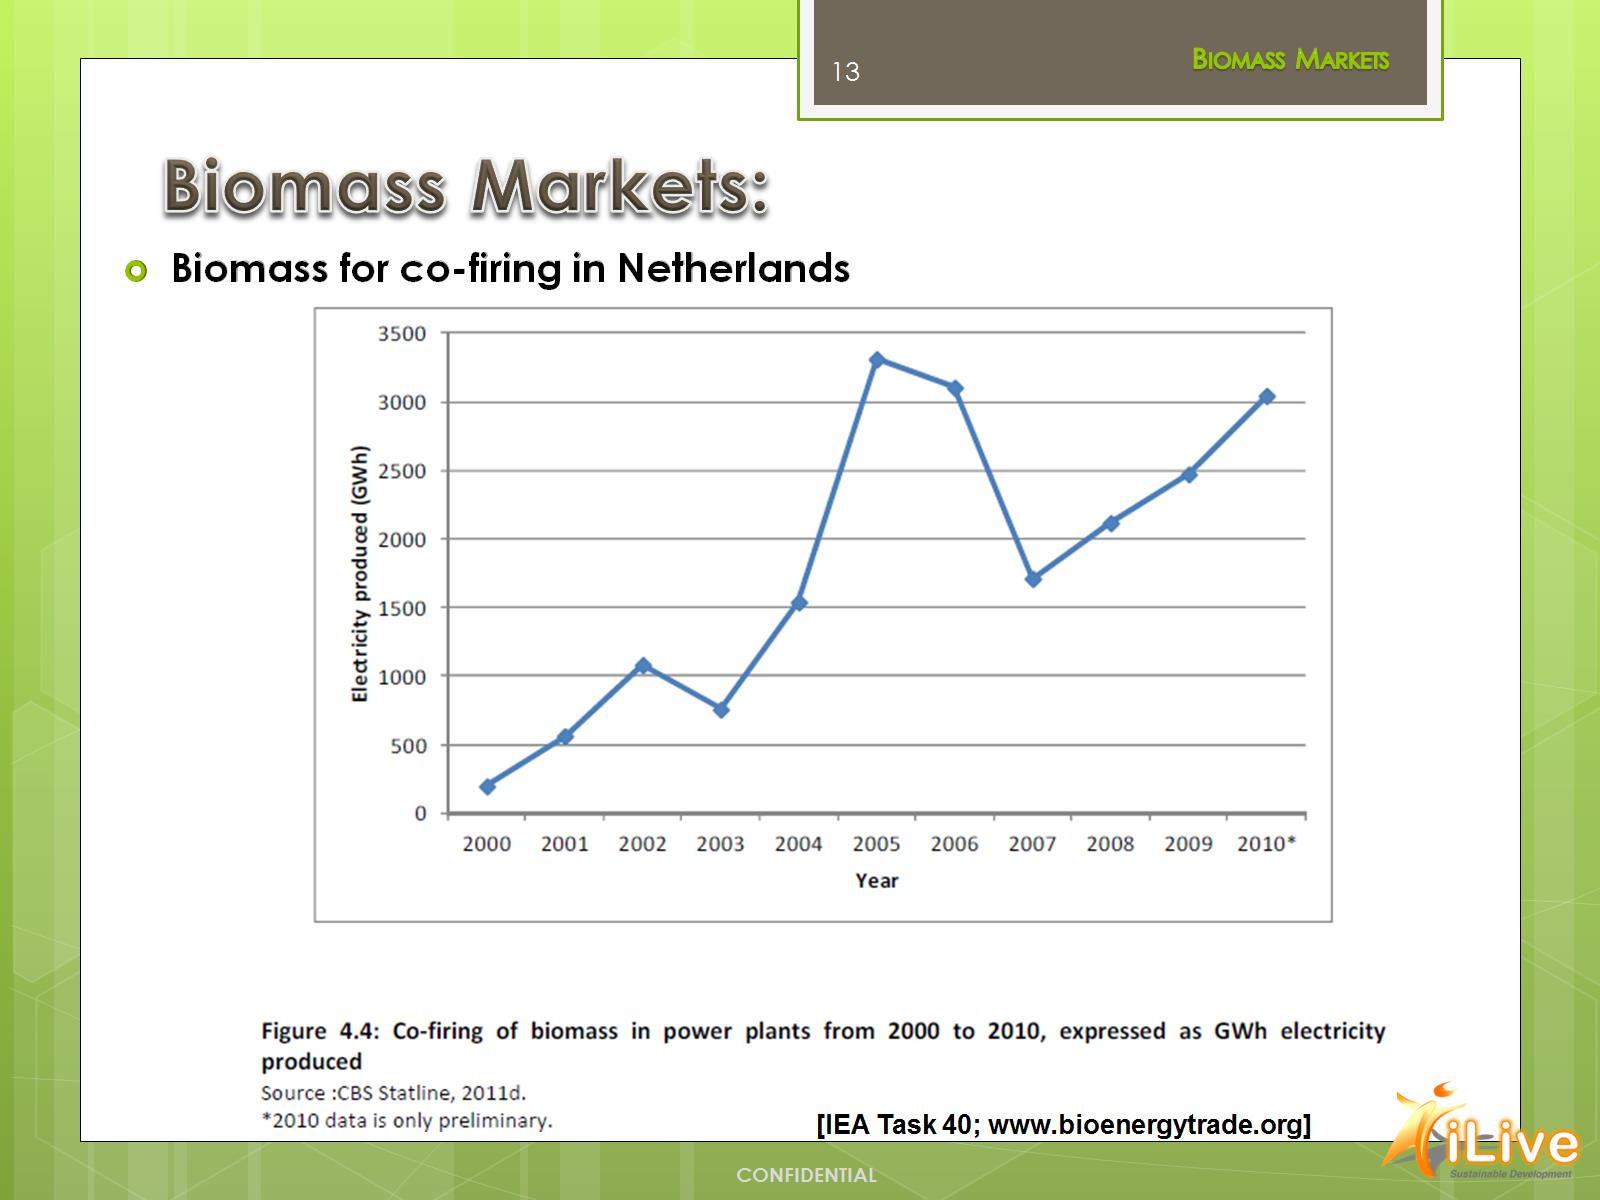 13
BIOMASS MARKETS
Biomass Markets:
Biomass for co-firing in Netherlands
3500
3000
2500
2000
1500
1000
500
0
Electricity produced (GWh)
2000 2001 2002 2003 2004 2005 2006 2007 2008 2009 2010*
Year
Figure 4.4: Co-firing of biomass in power plants from 2000 to 2010, expressed as GWh electricity
produced
Source :CBS Statline, 2011d.
*2010 data is only preliminary.
[IEA Task 40; www.bioenergytrade.org]
iLive
Sustainable Development
CONFIDENTIAL